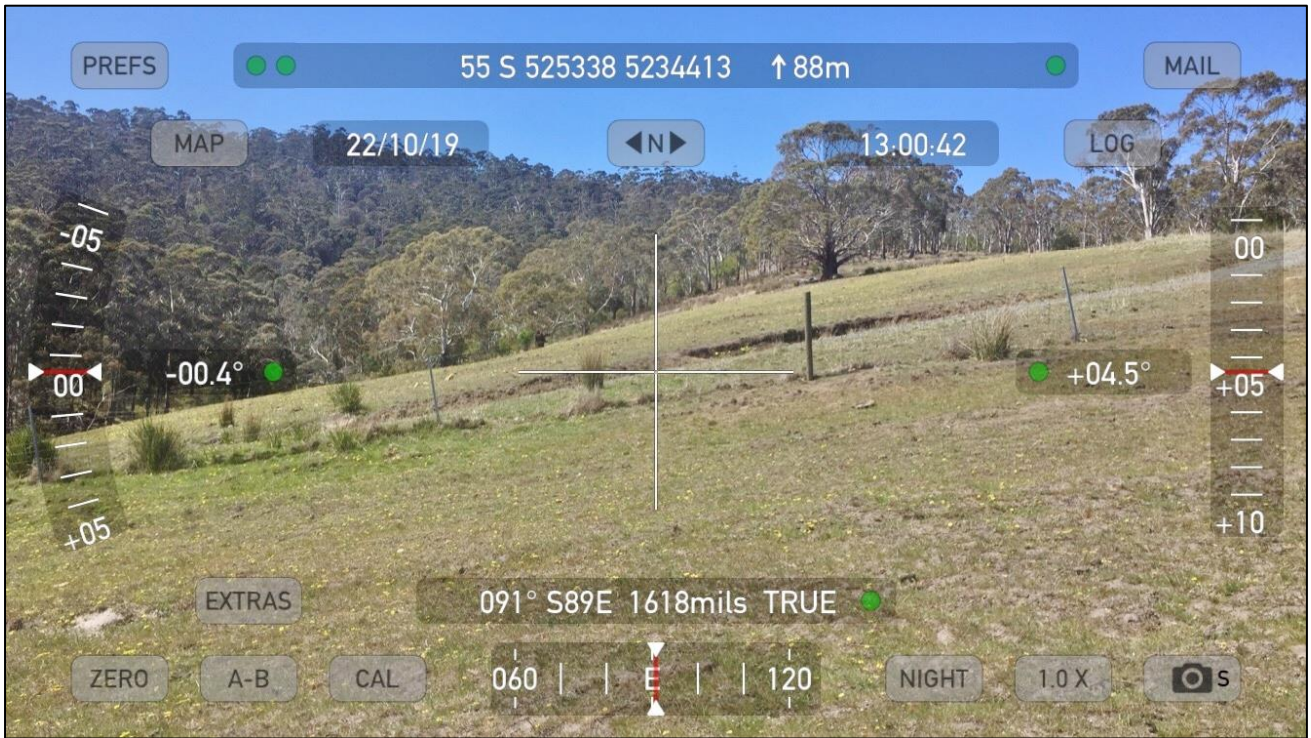 PREFS 55 S 525338 5234413 ↑ 88m MAIL
MAP 22/10/19 ◀N▶ 13:00:42 LOG
-05 00
-00.4° +04.5°
00 +05
+05 +10
EXTRAS 091° S89E 1618mils TRUE
ZERO A-B CAL 060 E 120 NIGHT 1.0 X S